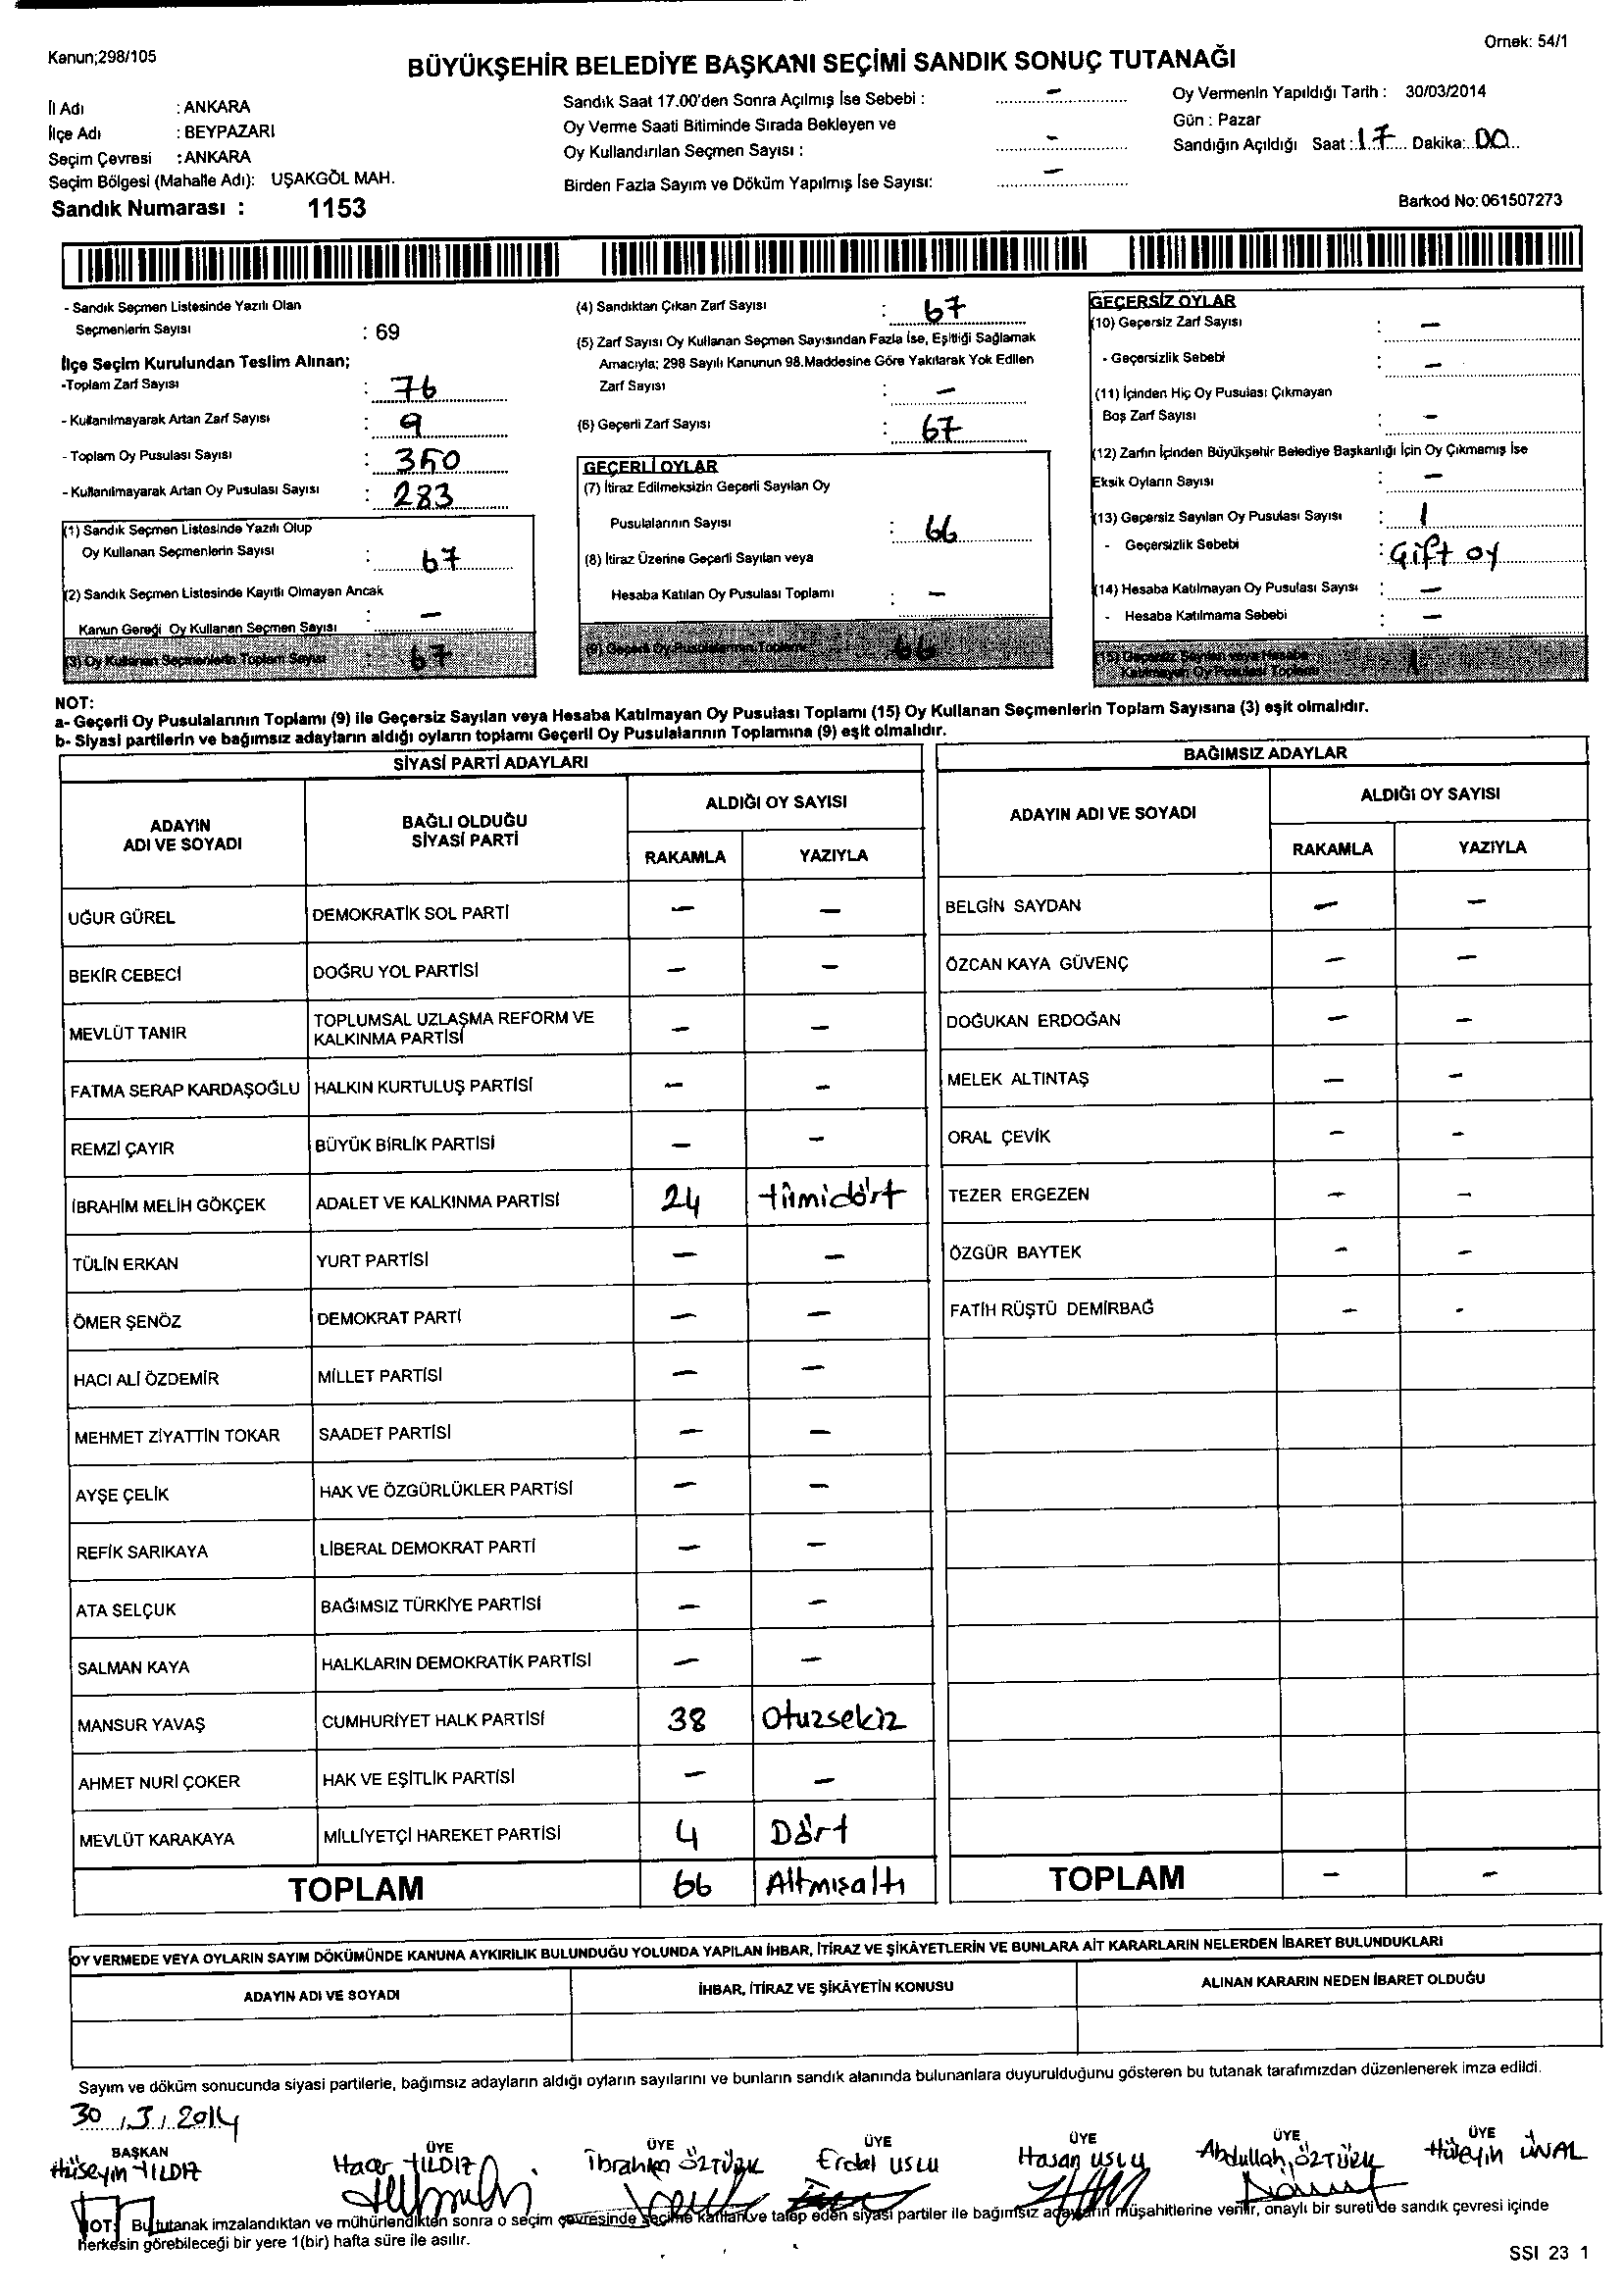 Kanun;298/105
Örnek: 54/1
BÜYÜKŞEHİR BELEDİYE BAŞKANI SEÇİMİ SANDIK SONUÇ TUTANAĞI
İl Adı : ANKARA
İlçe Adı : BEYPAZARI
Seçim Çevresi : ANKARA
Seçim Bölgesi (Mahalle Adı): UŞAKGÖL MAH.
Sandık Numarası : 1153
Sandık Saat 17.00'den Sonra Açılmış İse Sebebi : -
Oy Verme Saati Bitiminde Sırada Bekleyen ve
Oy Kullandırılan Seçmen Sayısı : -
Birden Fazla Sayım ve Döküm Yapılmış İse Sayısı: -
Oy Vermenin Yapıldığı Tarih : 30/03/2014
Gün : Pazar
Sandığın Açıldığı Saat : 17 Dakika: 00
Barkod No: 061507273
- Sandık Seçmen Listesinde Yazılı Olan
Seçmenlerin Sayısı : 69
İlçe Seçim Kurulundan Teslim Alınan;
-Toplam Zarf Sayısı : 76
- Kullanılmayarak Artan Zarf Sayısı : 9
- Toplam Oy Pusulası Sayısı : 350
- Kullanılmayarak Artan Oy Pusulası Sayısı : 283
(1) Sandık Seçmen Listesinde Yazılı Olup
Oy Kullanan Seçmenlerin Sayısı : 67
(2) Sandık Seçmen Listesinde Kayıtlı Olmayan Ancak
Kanun Gereği Oy Kullanan Seçmen Sayısı : -
(3) Oy Kullanan Seçmenlerin Toplam Sayısı : 67
(4) Sandıktan Çıkan Zarf Sayısı : 67
(5) Zarf Sayısı Oy Kullanan Seçmen Sayısından Fazla İse, Eşitliği Sağlamak
Amacıyla; 298 Sayılı Kanunun 98.Maddesine Göre Yakılarak Yok Edilen
Zarf Sayısı : -
(6) Geçerli Zarf Sayısı : 67
GEÇERLİ OYLAR
(7) İtiraz Edilmeksizin Geçerli Sayılan Oy
Pusulalarının Sayısı : 66
(8) İtiraz Üzerine Geçerli Sayılan veya
Hesaba Katılan Oy Pusulası Toplamı : -
(9) Geçerli Oy Pusulalarının Toplamı 66
GEÇERSİZ OYLAR
(10) Geçersiz Zarf Sayısı : -
- Geçersizlik Sebebi : -
(11) İçinden Hiç Oy Pusulası Çıkmayan
Boş Zarf Sayısı : -
(12) Zarfın İçinden Büyükşehir Belediye Başkanlığı İçin Oy Çıkmamış İse
Eksik Oyların Sayısı : -
(13) Geçersiz Sayılan Oy Pusulası Sayısı : 1
- Geçersizlik Sebebi : Çift oy
(14) Hesaba Katılmayan Oy Pusulası Sayısı : -
- Hesaba Katılmama Sebebi : -
(15) Geçersiz Sayılan veya Hesaba
Katılmayan Oy Pusulası Toplamı 1
NOT:
a- Geçerli Oy Pusulalarının Toplamı (9) ile Geçersiz Sayılan veya Hesaba Katılmayan Oy Pusulası Toplamı (15) Oy Kullanan Seçmenlerin Toplam Sayısına (3) eşit olmalıdır.
b- Siyasi partilerin ve bağımsız adayların aldığı oyların toplamı Geçerli Oy Pusulalarının Toplamına (9) eşit olmalıdır.
SİYASİ PARTİ ADAYLARI
ADAYIN ADI VE SOYADI BAĞLI OLDUĞU SİYASİ PARTİ ALDIĞI OY SAYISI
RAKAMLA YAZIYLA
UĞUR GÜREL DEMOKRATİK SOL PARTİ - -
BEKİR CEBECİ DOĞRU YOL PARTİSİ - -
MEVLÜT TANIR TOPLUMSAL UZLAŞMA REFORM VE KALKINMA PARTİSİ - -
FATMA SERAP KARDAŞOĞLU HALKIN KURTULUŞ PARTİSİ - -
REMZİ ÇAYIR BÜYÜK BİRLİK PARTİSİ - -
İBRAHİM MELİH GÖKÇEK ADALET VE KALKINMA PARTİSİ 24 Yirmidört
TÜLİN ERKAN YURT PARTİSİ - -
ÖMER ŞENÖZ DEMOKRAT PARTİ - -
HACI ALİ ÖZDEMİR MİLLET PARTİSİ - -
MEHMET ZİYATTİN TOKAR SAADET PARTİSİ - -
AYŞE ÇELİK HAK VE ÖZGÜRLÜKLER PARTİSİ - -
REFİK SARIKAYA LİBERAL DEMOKRAT PARTİ - -
ATA SELÇUK BAĞIMSIZ TÜRKİYE PARTİSİ - -
SALMAN KAYA HALKLARIN DEMOKRATİK PARTİSİ - -
MANSUR YAVAŞ CUMHURİYET HALK PARTİSİ 38 Otuzsekiz
AHMET NURİ ÇOKER HAK VE EŞİTLİK PARTİSİ - -
MEVLÜT KARAKAYA MİLLİYETÇİ HAREKET PARTİSİ 4 Dört
TOPLAM 66 Altmışaltı
BAĞIMSIZ ADAYLAR
ADAYIN ADI VE SOYADI ALDIĞI OY SAYISI
RAKAMLA YAZIYLA
BELGİN SAYDAN - -
ÖZCAN KAYA GÜVENÇ - -
DOĞUKAN ERDOĞAN - -
MELEK ALTINTAŞ - -
ORAL ÇEVİK - -
TEZER ERGEZEN - -
ÖZGÜR BAYTEK - -
FATİH RÜŞTÜ DEMİRBAĞ - -
TOPLAM - -
OY VERMEDE VEYA OYLARIN SAYIM DÖKÜMÜNDE KANUNA AYKIRILIK BULUNDUĞU YOLUNDA YAPILAN İHBAR, İTİRAZ VE ŞİKÂYETLERİN VE BUNLARA AİT KARARLARIN NELERDEN İBARET BULUNDUKLARI
ADAYIN ADI VE SOYADI İHBAR, İTİRAZ VE ŞİKÂYETİN KONUSU ALINAN KARARIN NEDEN İBARET OLDUĞU
Sayım ve döküm sonucunda siyasi partilerle, bağımsız adayların aldığı oyların sayılarını ve bunların sandık alanında bulunanlara duyurulduğunu gösteren bu tutanak tarafımızdan düzenlenerek imza edildi.
30 / 3 / 2014
BAŞKAN ÜYE ÜYE ÜYE ÜYE ÜYE ÜYE
Hüseyin YILDIZ Hacer YILDIZ İbrahim ÖZTÜRK Erdal USLU Hasan USLU Abdullah ÖZTÜRK Hüseyin ÜNAL
NOT: Bu tutanak imzalandıktan ve mühürlendikten sonra o seçim çevresinde seçime katılan ve talep eden siyasi partiler ile bağımsız adayların müşahitlerine verilir, onaylı bir sureti de sandık çevresi içinde
herkesin görebileceği bir yere 1(bir) hafta süre ile asılır.
SSI 23 1